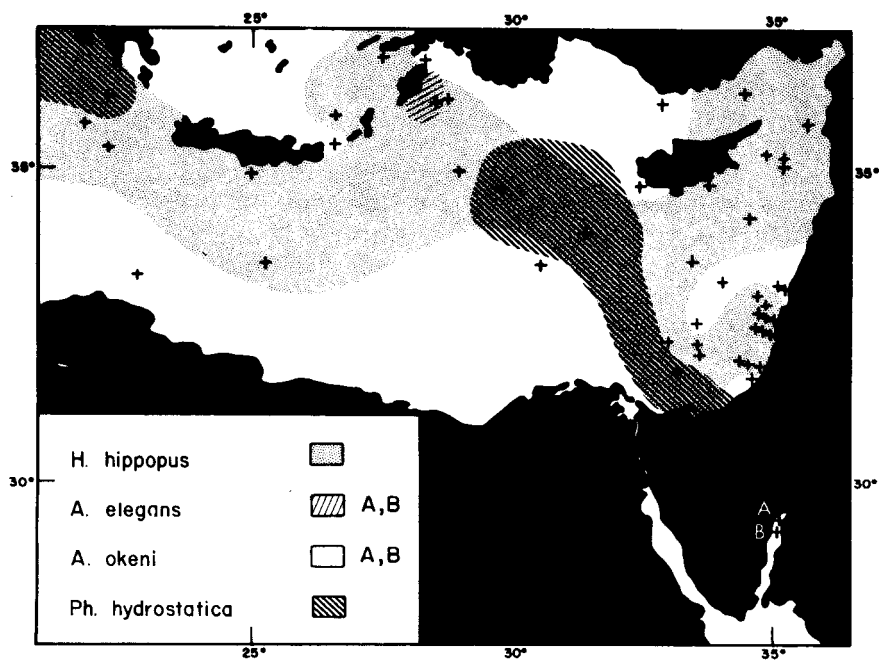 25° 30° 35°
35° 35°
30° 30°
H. hippopus
A. elegans A,B
A. okeni A,B
Ph. hydrostatica
A
B
25° 30° 35°